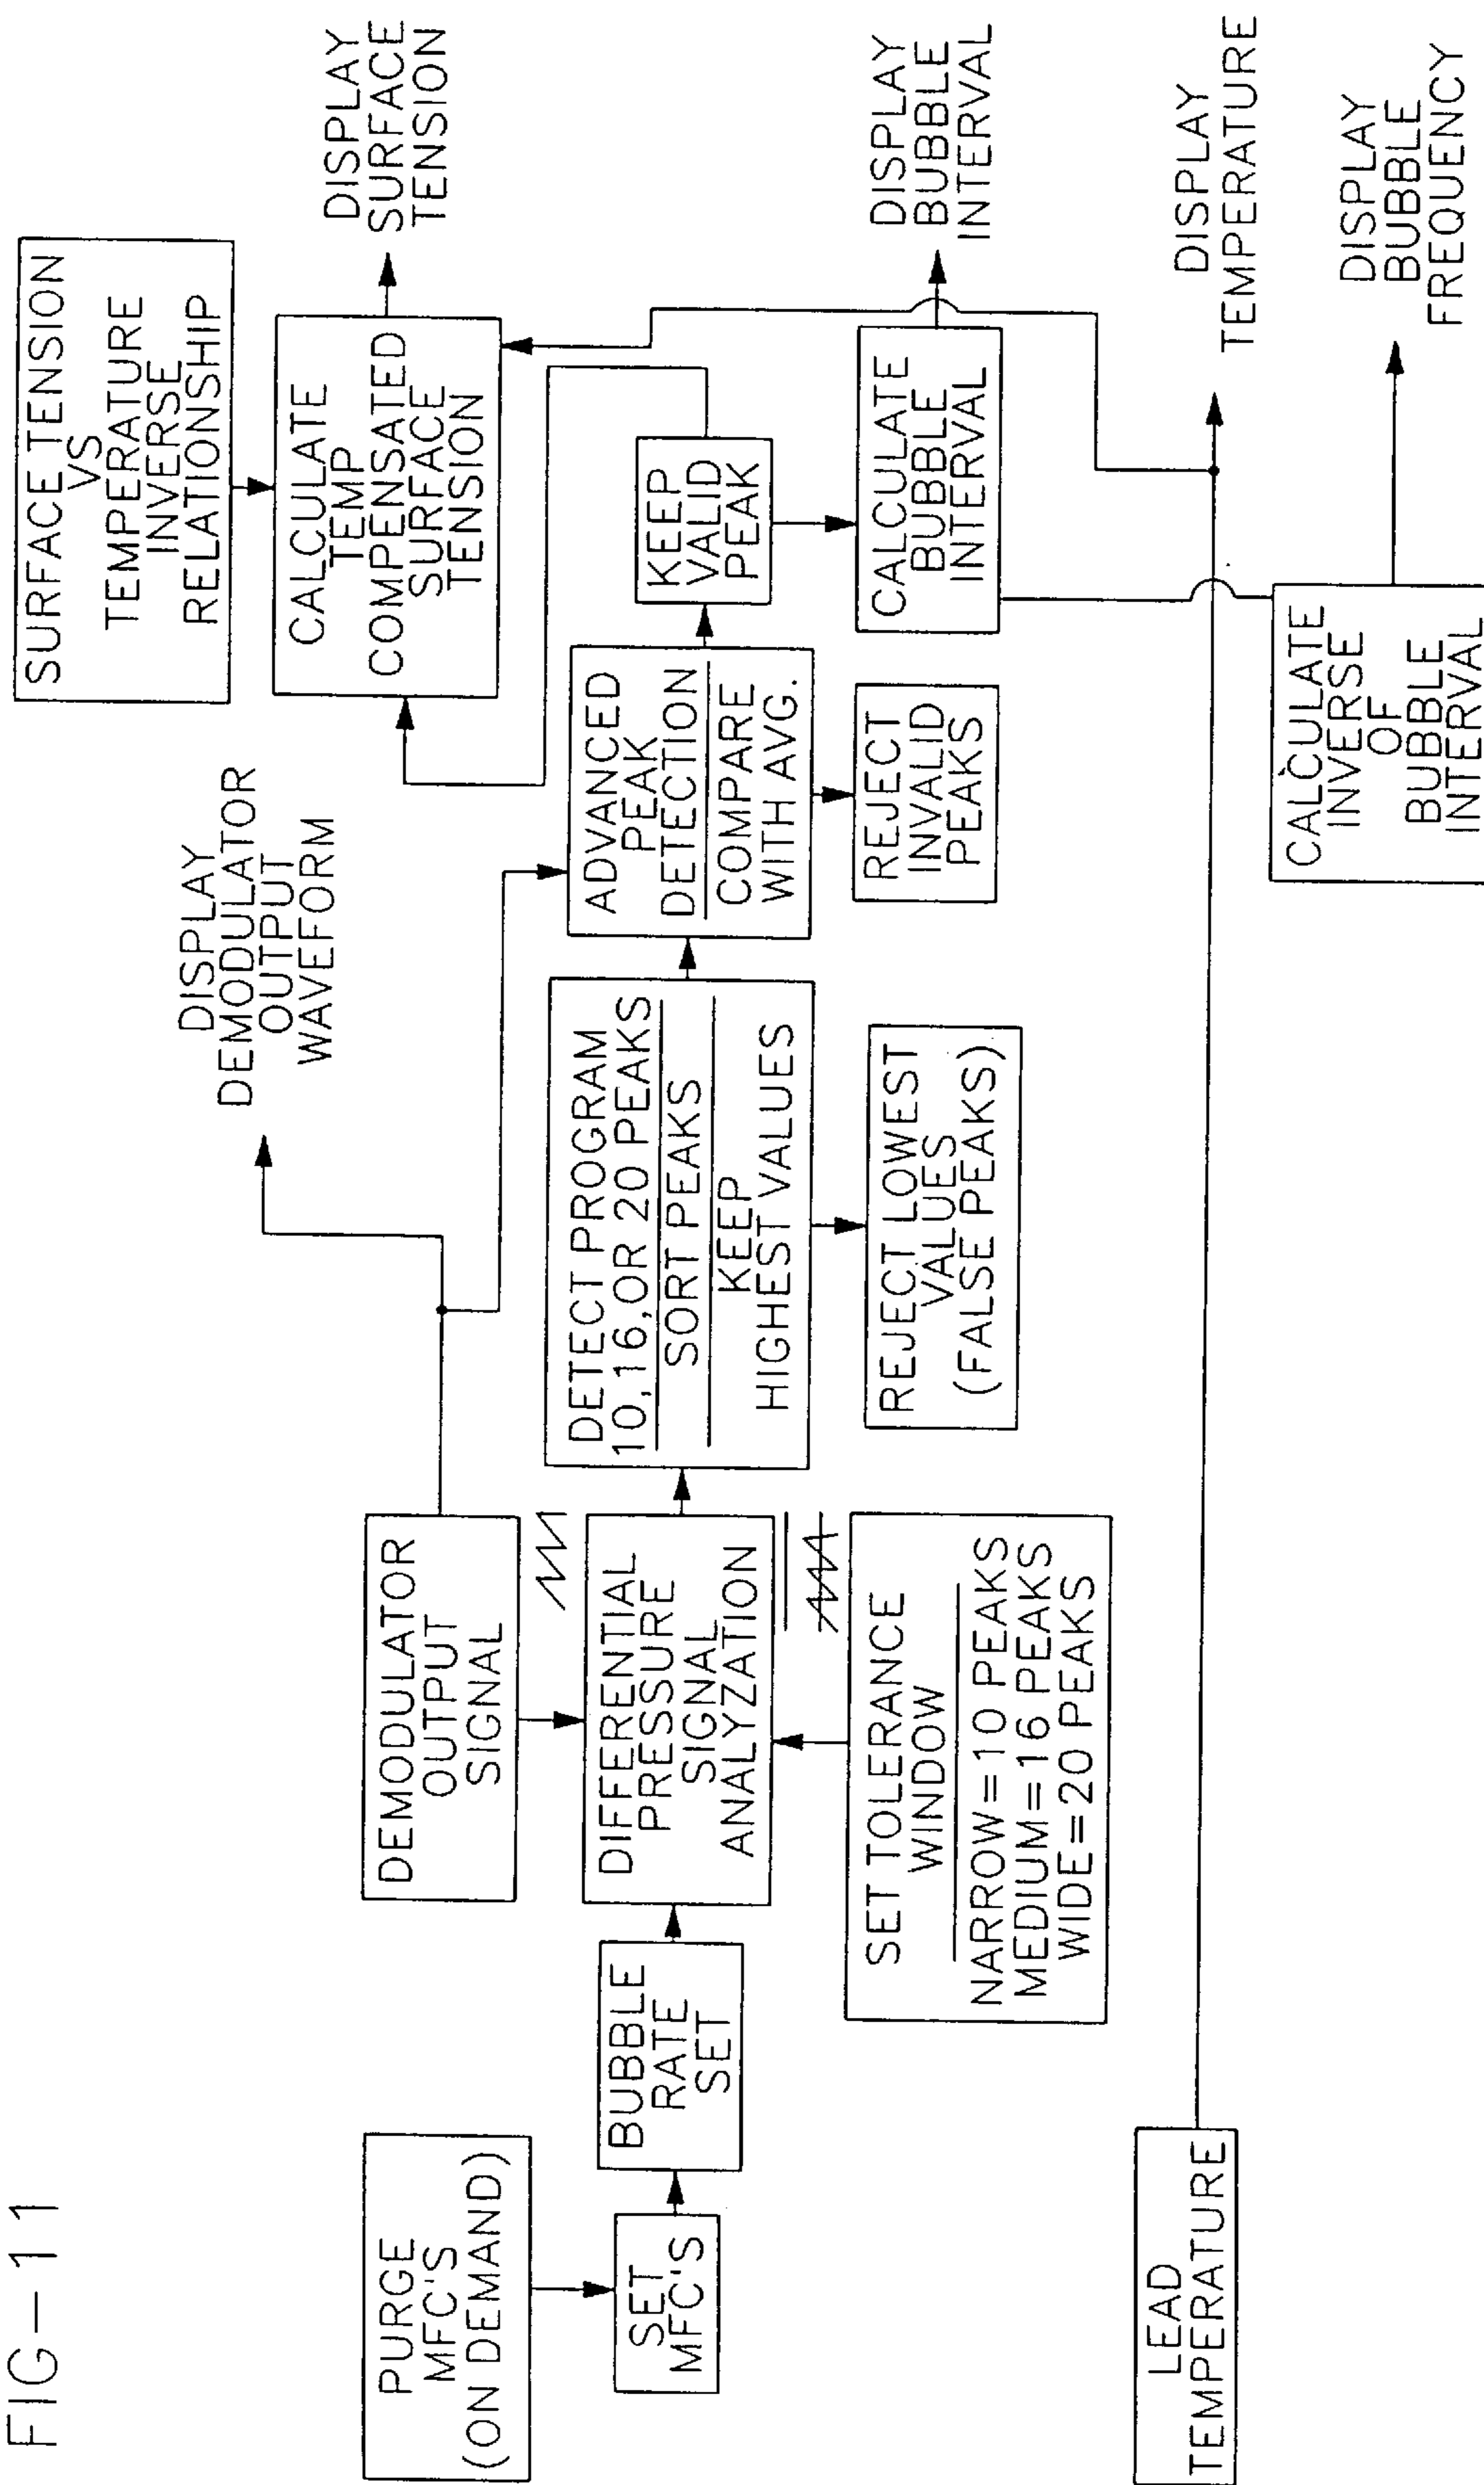 FIG-11
PURGE
MFC'S
(ON DEMAND)
SET
MFC'S
BUBBLE
RATE
SET
DEMODULATOR
OUTPUT
SIGNAL
DIFFERENTIAL
PRESSURE
SIGNAL
ANALYZATION
SET TOLERANCE
WINDOW
NARROW=10 PEAKS
MEDIUM=16 PEAKS
WIDE=20 PEAKS
DISPLAY
DEMODULATOR
OUTPUT
WAVEFORM
DETECT PROGRAM
10,16,OR 20 PEAKS
SORT PEAKS
KEEP
HIGHEST VALUES
REJECT LOWEST
VALUES
(FALSE PEAKS)
ADVANCED
PEAK
DETECTION
COMPARE
WITH AVG.
REJECT
INVALID
PEAKS
KEEP
VALID
PEAK
SURFACE TENSION
VS
TEMPERATURE
INVERSE
RELATIONSHIP
CALCULATE
TEMP
COMPENSATED
SURFACE
TENSION
DISPLAY
SURFACE
TENSION
CALCULATE
BUBBLE
INTERVAL
DISPLAY
BUBBLE
INTERVAL
LEAD
TEMPERATURE
DISPLAY
TEMPERATURE
CALCULATE
INVERSE
OF
BUBBLE
INTERVAL
DISPLAY
BUBBLE
FREQUENCY